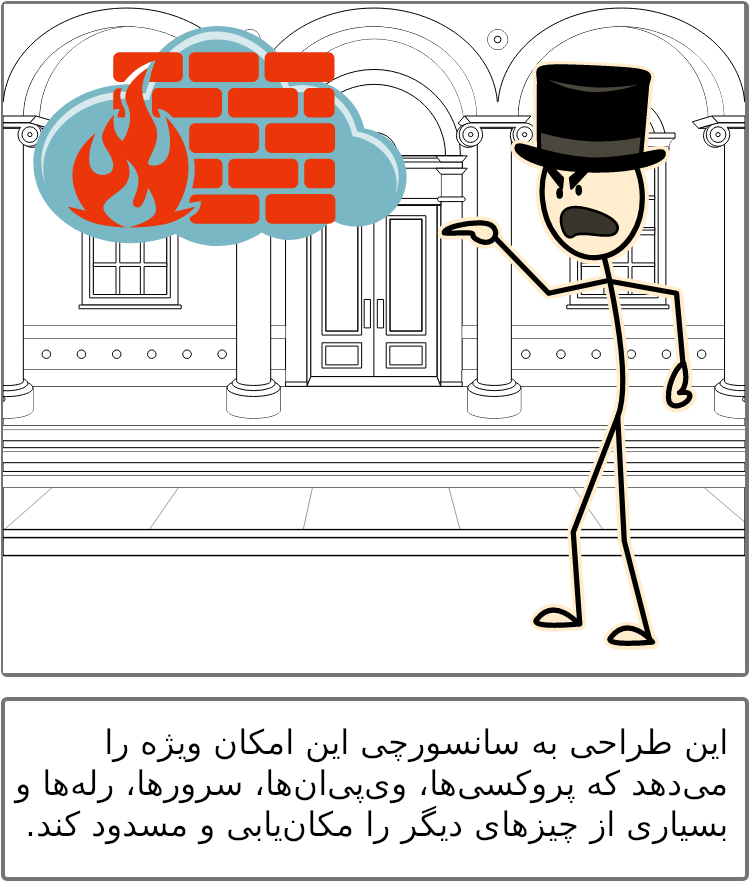 این طراحی به سانسورچی این امکان ویژه را
می‌دهد که پروکسی‌ها، وی‌پی‌ان‌ها، سرورها، رله‌ها و
بسیاری از چیزهای دیگر را مکان‌یابی و مسدود کند.